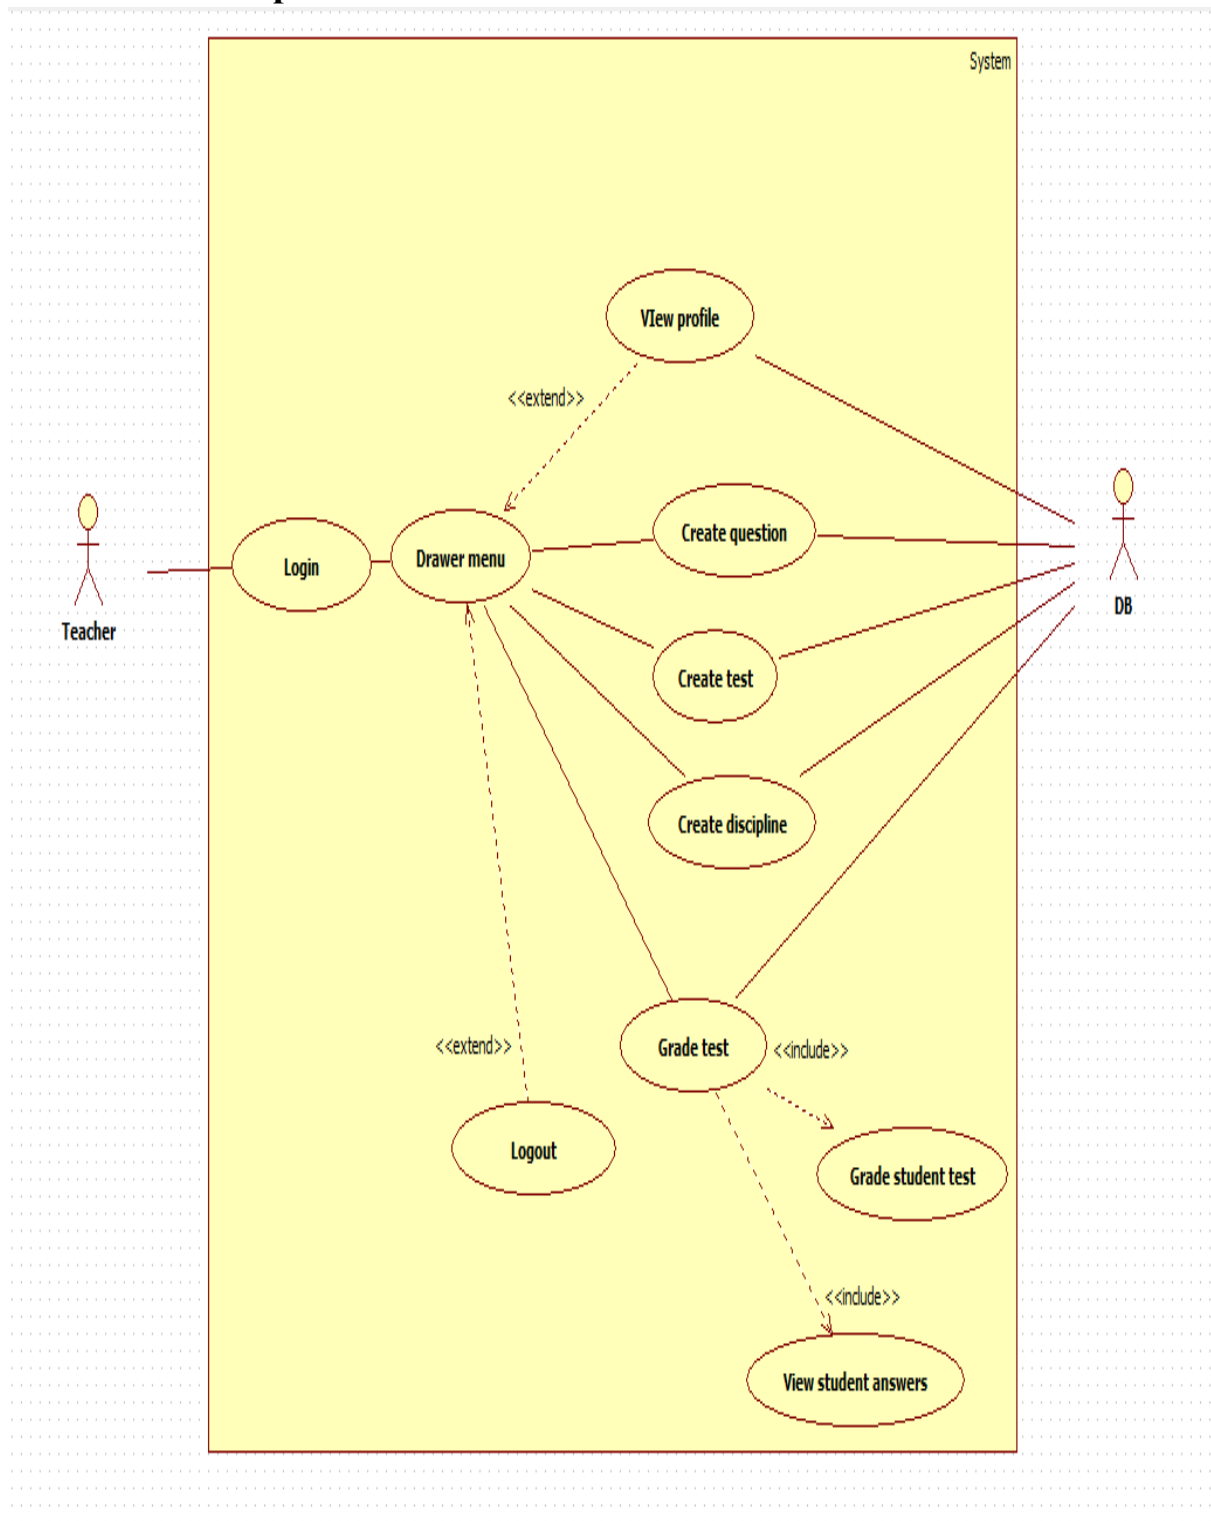 System
VIew profile
<<extend>>
Create question
Drawer menu
Login
DB
Teacher
Create test
Create discipline
<<extend>>
Grade test
<<include>>
Logout
Grade student test
<<include>>
View student answers